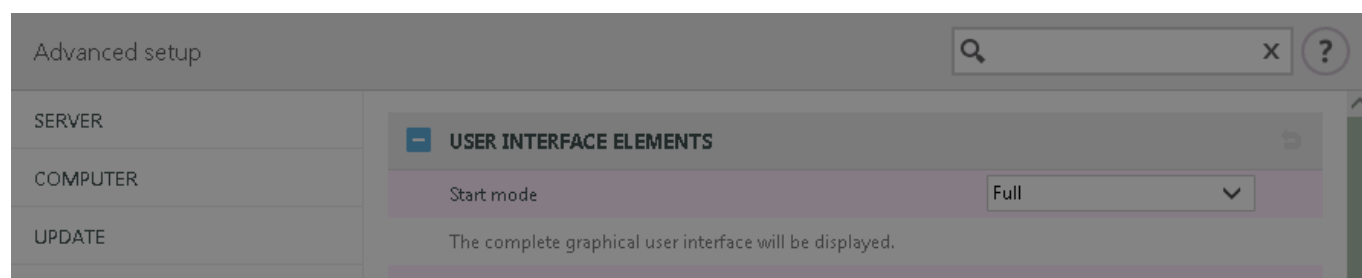 Advanced setup
x ?
SERVER
COMPUTER
UPDATE
USER INTERFACE ELEMENTS
Start mode Full
The complete graphical user interface will be displayed.